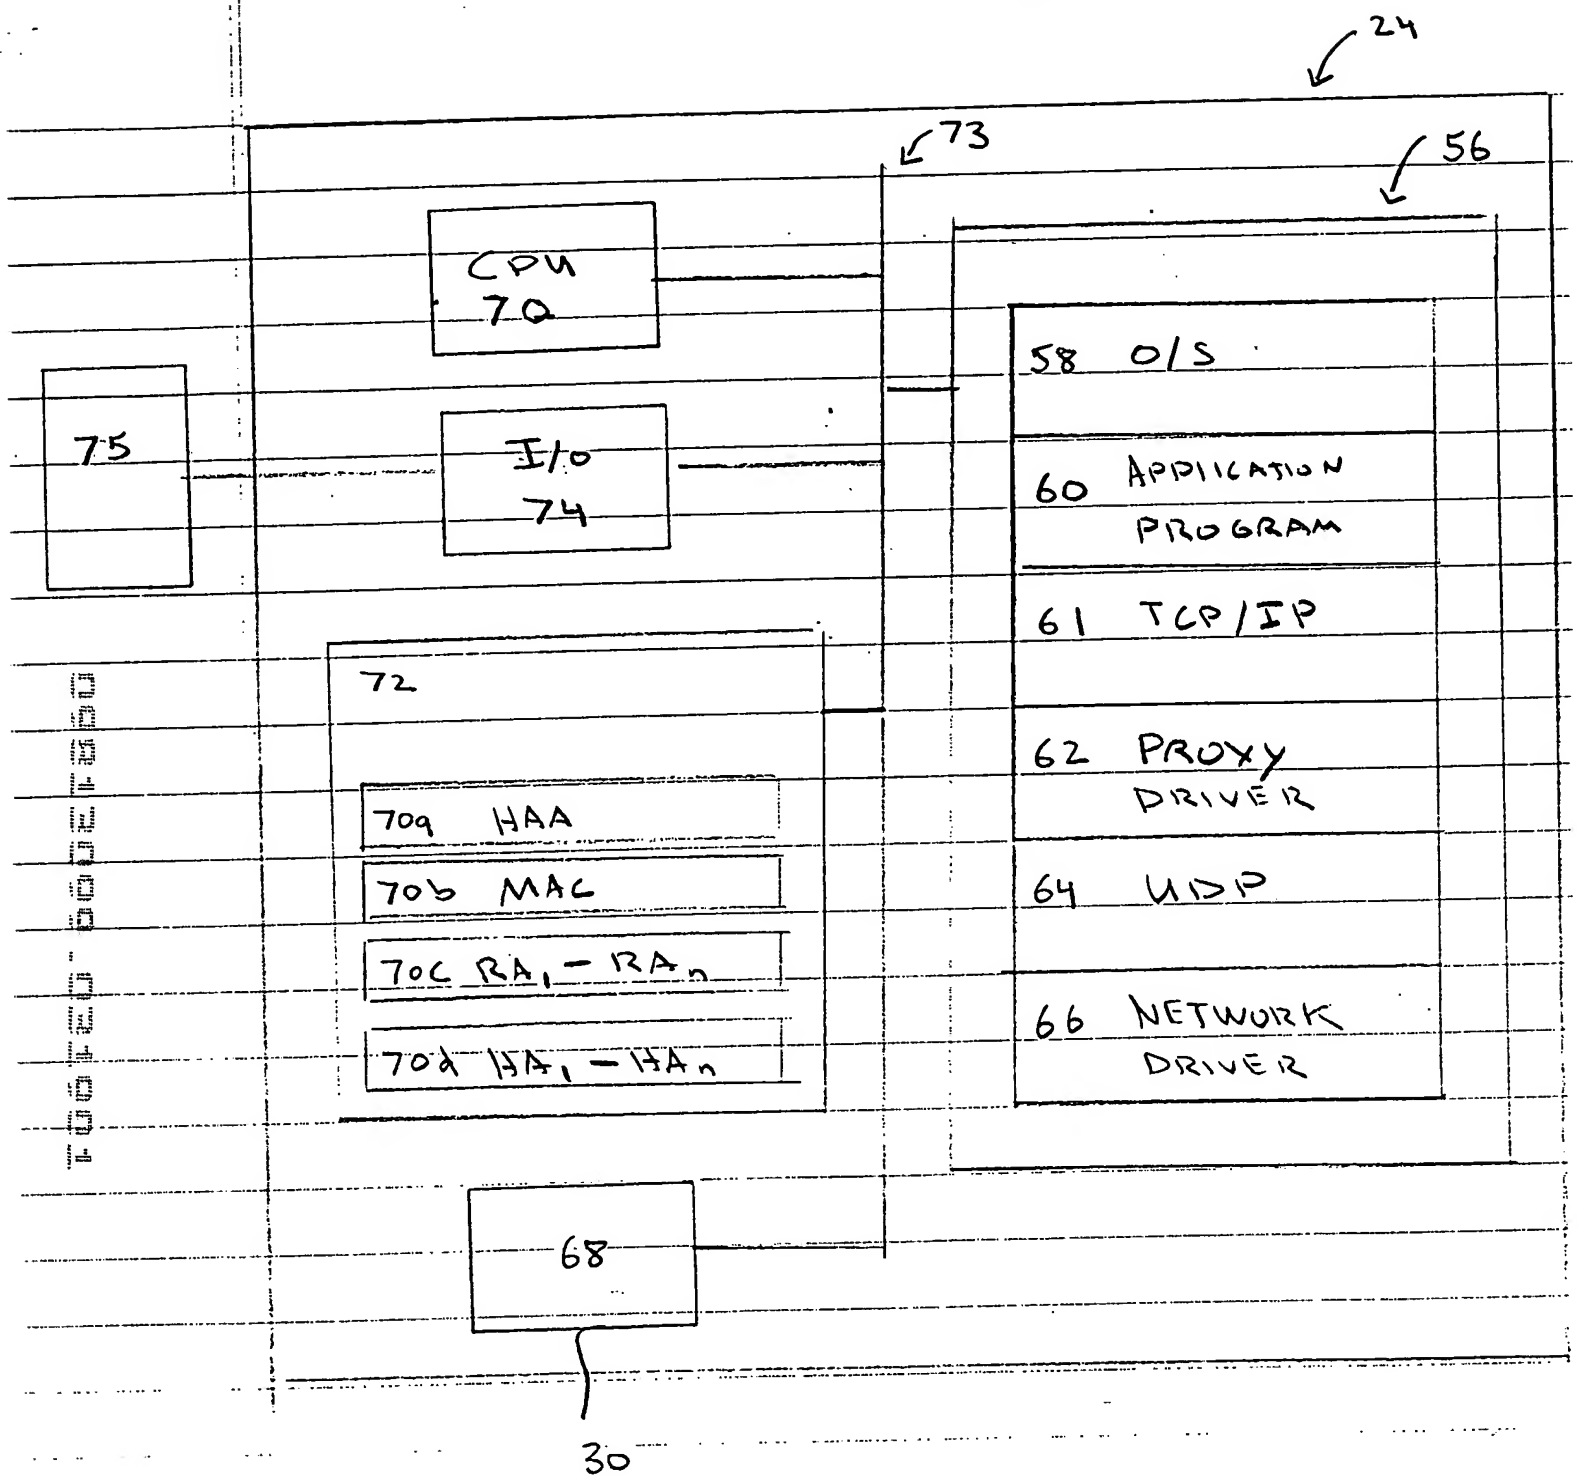 24
73
56
CPU
70
58 O/S
75
I/O
74
60 APPLICATION
PROGRAM
61 TCP/IP
72
62 PROXY
DRIVER
70a HAA
70b MAC
64 UDP
70c RA₁ - RAₙ
70d HA₁ - HAₙ
66 NETWORK
DRIVER
68
30